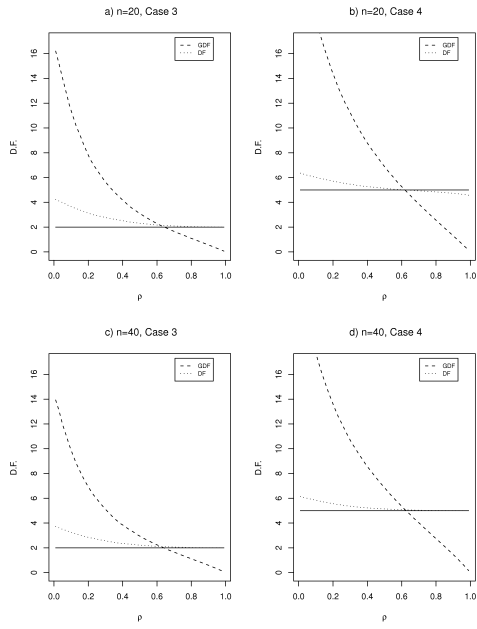 a) n=20, Case 3
GDF
DF
D.F.
16
14
12
10
8
6
4
2
0
0.0 0.2 0.4 0.6 0.8 1.0
ρ
b) n=20, Case 4
GDF
DF
D.F.
16
14
12
10
8
6
4
2
0
0.0 0.2 0.4 0.6 0.8 1.0
ρ
c) n=40, Case 3
GDF
DF
D.F.
16
14
12
10
8
6
4
2
0
0.0 0.2 0.4 0.6 0.8 1.0
ρ
d) n=40, Case 4
GDF
DF
D.F.
16
14
12
10
8
6
4
2
0
0.0 0.2 0.4 0.6 0.8 1.0
ρ